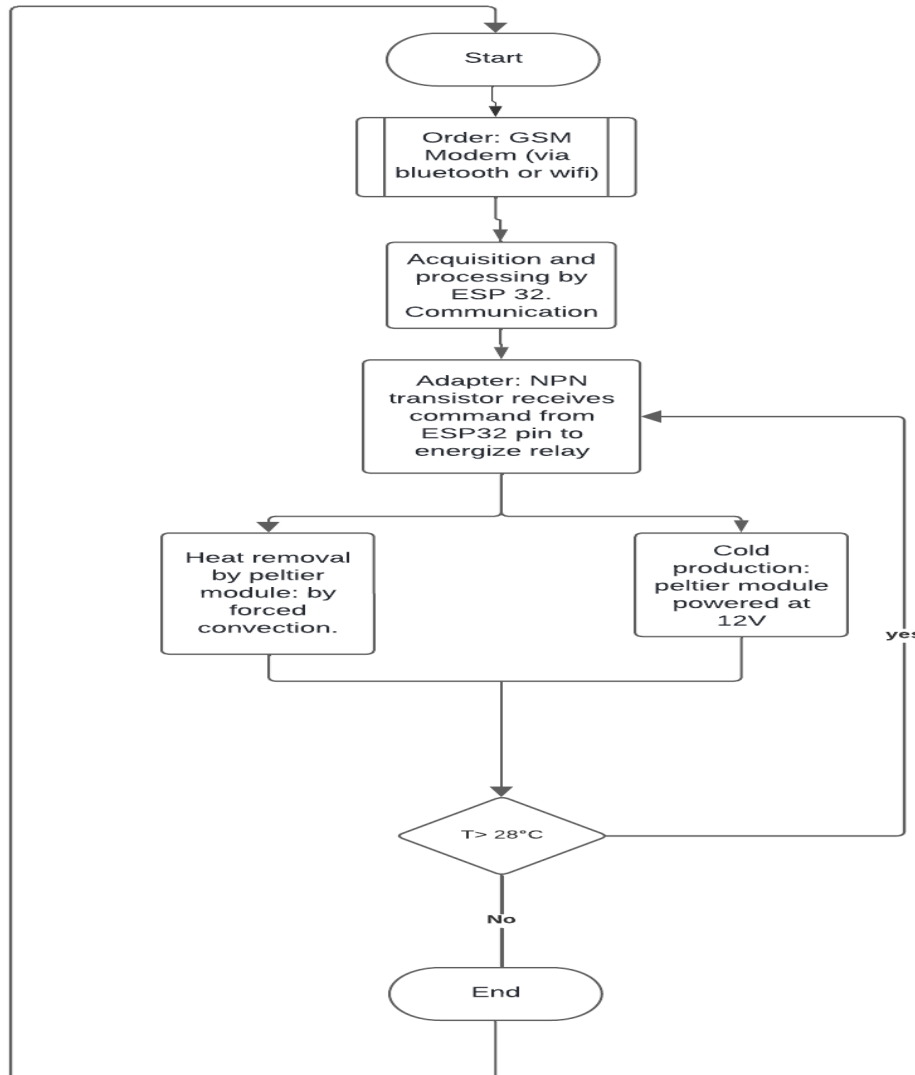 Start
Order: GSM
Modem (via
bluetooth or wifi)
Acquisition and
processing by
ESP 32.
Communication
Adapter: NPN
transistor receives
command from
ESP32 pin to
energize relay
Heat removal
by peltier
module: by
forced
convection.
Cold
production:
peltier module
powered at
12V
yes
T> 28°C
No
End